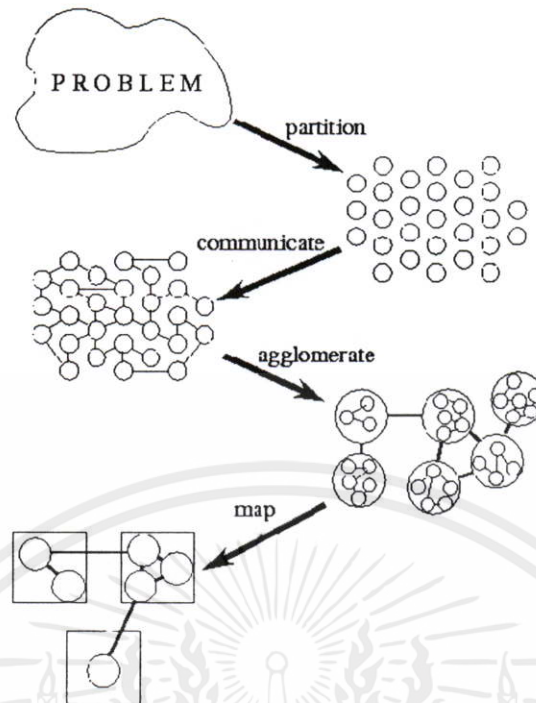 PROBLEM
partition
communicate
agglomerate
map